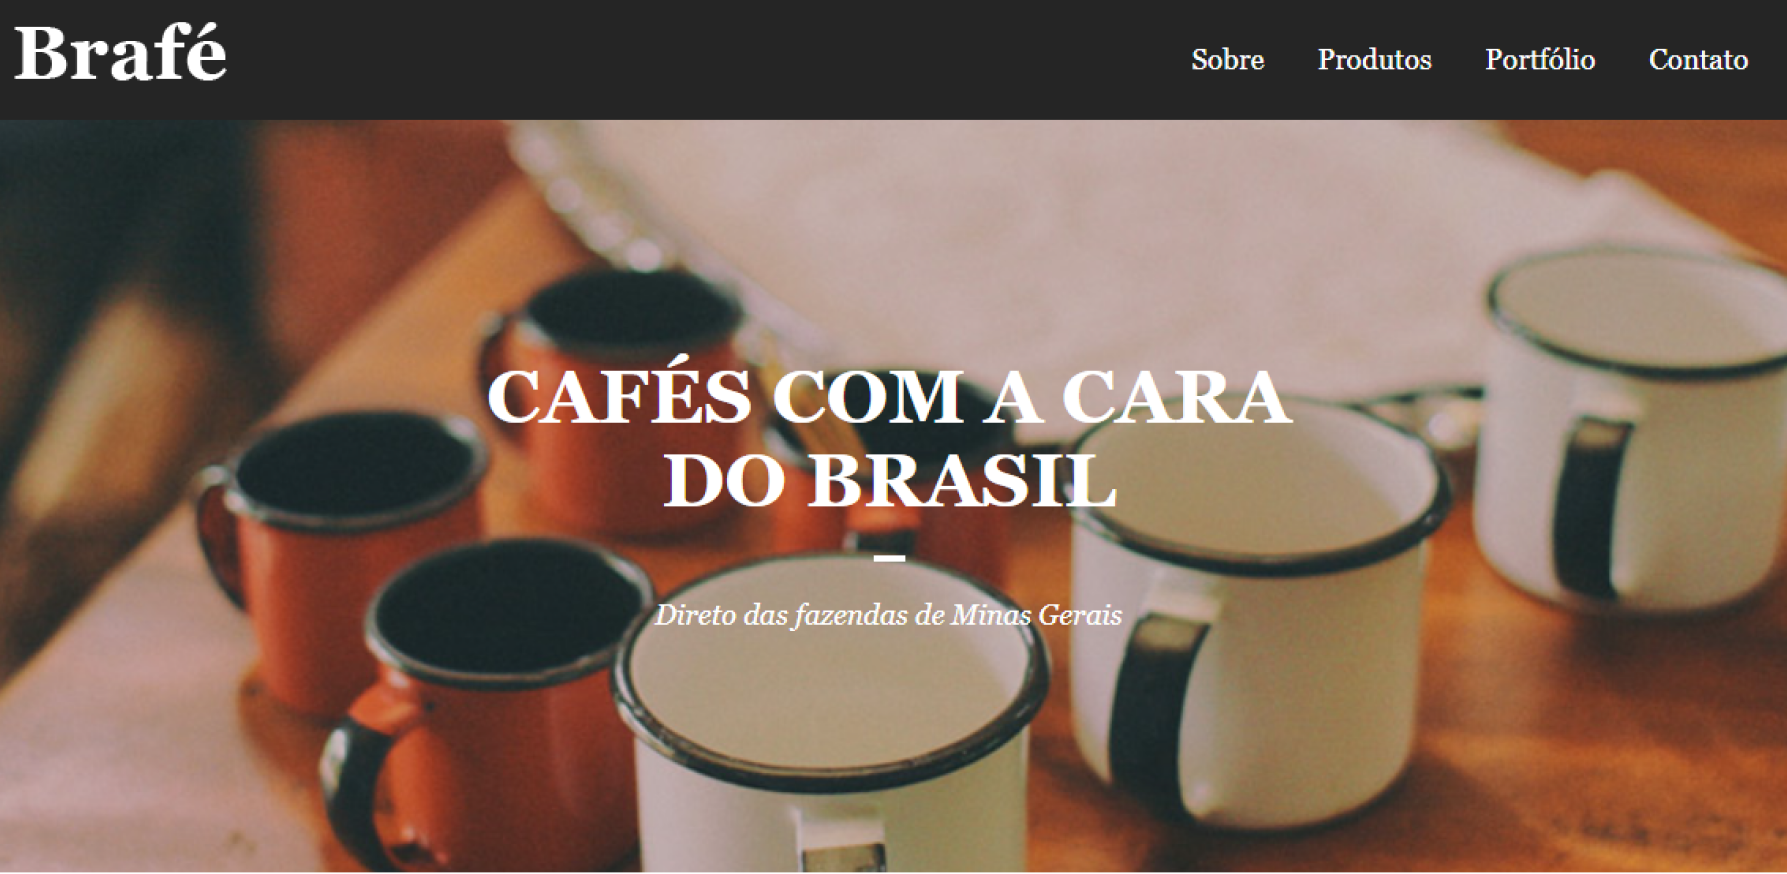 Brafé
Sobre Produtos Portfólio Contato
CAFÉS COM A CARA
DO BRASIL
Direto das fazendas de Minas Gerais